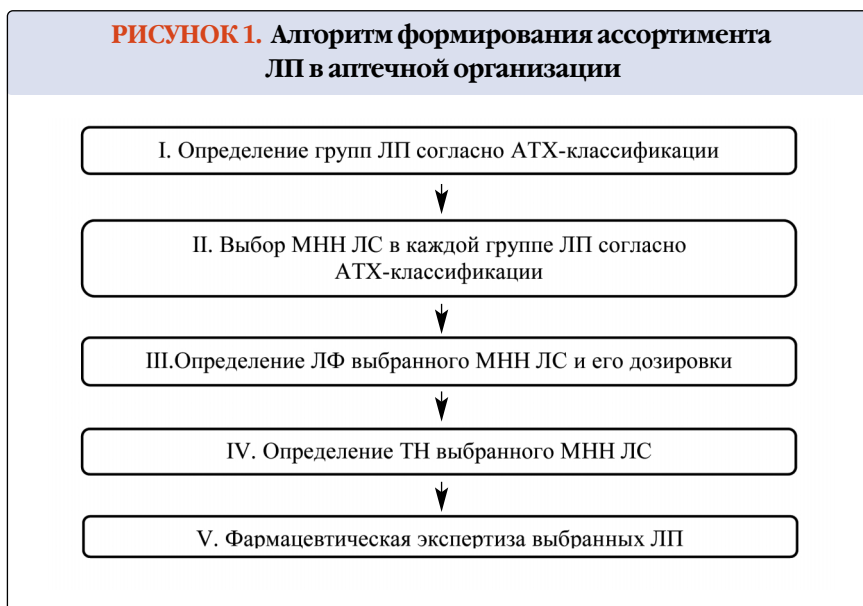 РИСУНОК 1. Алгоритм формирования ассортимента
ЛП в аптечной организации
I. Определение групп ЛП согласно АТХ-классификации
II. Выбор МНН ЛС в каждой группе ЛП согласно
АТХ-классификации
III.Определение ЛФ выбранного МНН ЛС и его дозировки
IV. Определение ТН выбранного МНН ЛС
V. Фармацевтическая экспертиза выбранных ЛП